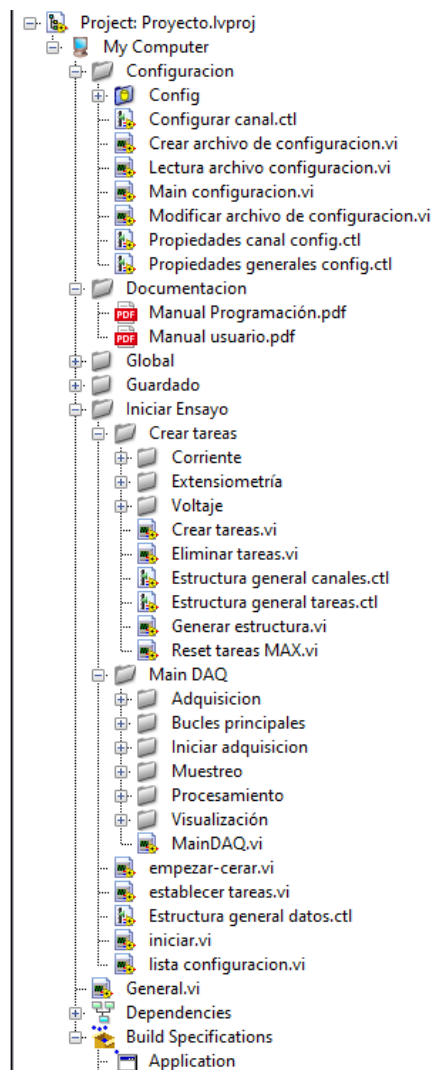 Project: Proyecto.lvproj
My Computer
Configuracion
Config
Configurar canal.ctl
Crear archivo de configuracion.vi
Lectura archivo configuracion.vi
Main configuracion.vi
Modificar archivo de configuracion.vi
Propiedades canal config.ctl
Propiedades generales config.ctl
Documentacion
PDF Manual Programación.pdf
PDF Manual usuario.pdf
Global
Guardado
Iniciar Ensayo
Crear tareas
Corriente
Extensiometría
Voltaje
Crear tareas.vi
Eliminar tareas.vi
Estructura general canales.ctl
Estructura general tareas.ctl
Generar estructura.vi
Reset tareas MAX.vi
Main DAQ
Adquisicion
Bucles principales
Iniciar adquisicion
Muestreo
Procesamiento
Visualización
MainDAQ.vi
empezar-cerar.vi
establecer tareas.vi
Estructura general datos.ctl
iniciar.vi
lista configuracion.vi
General.vi
Dependencies
Build Specifications
Application